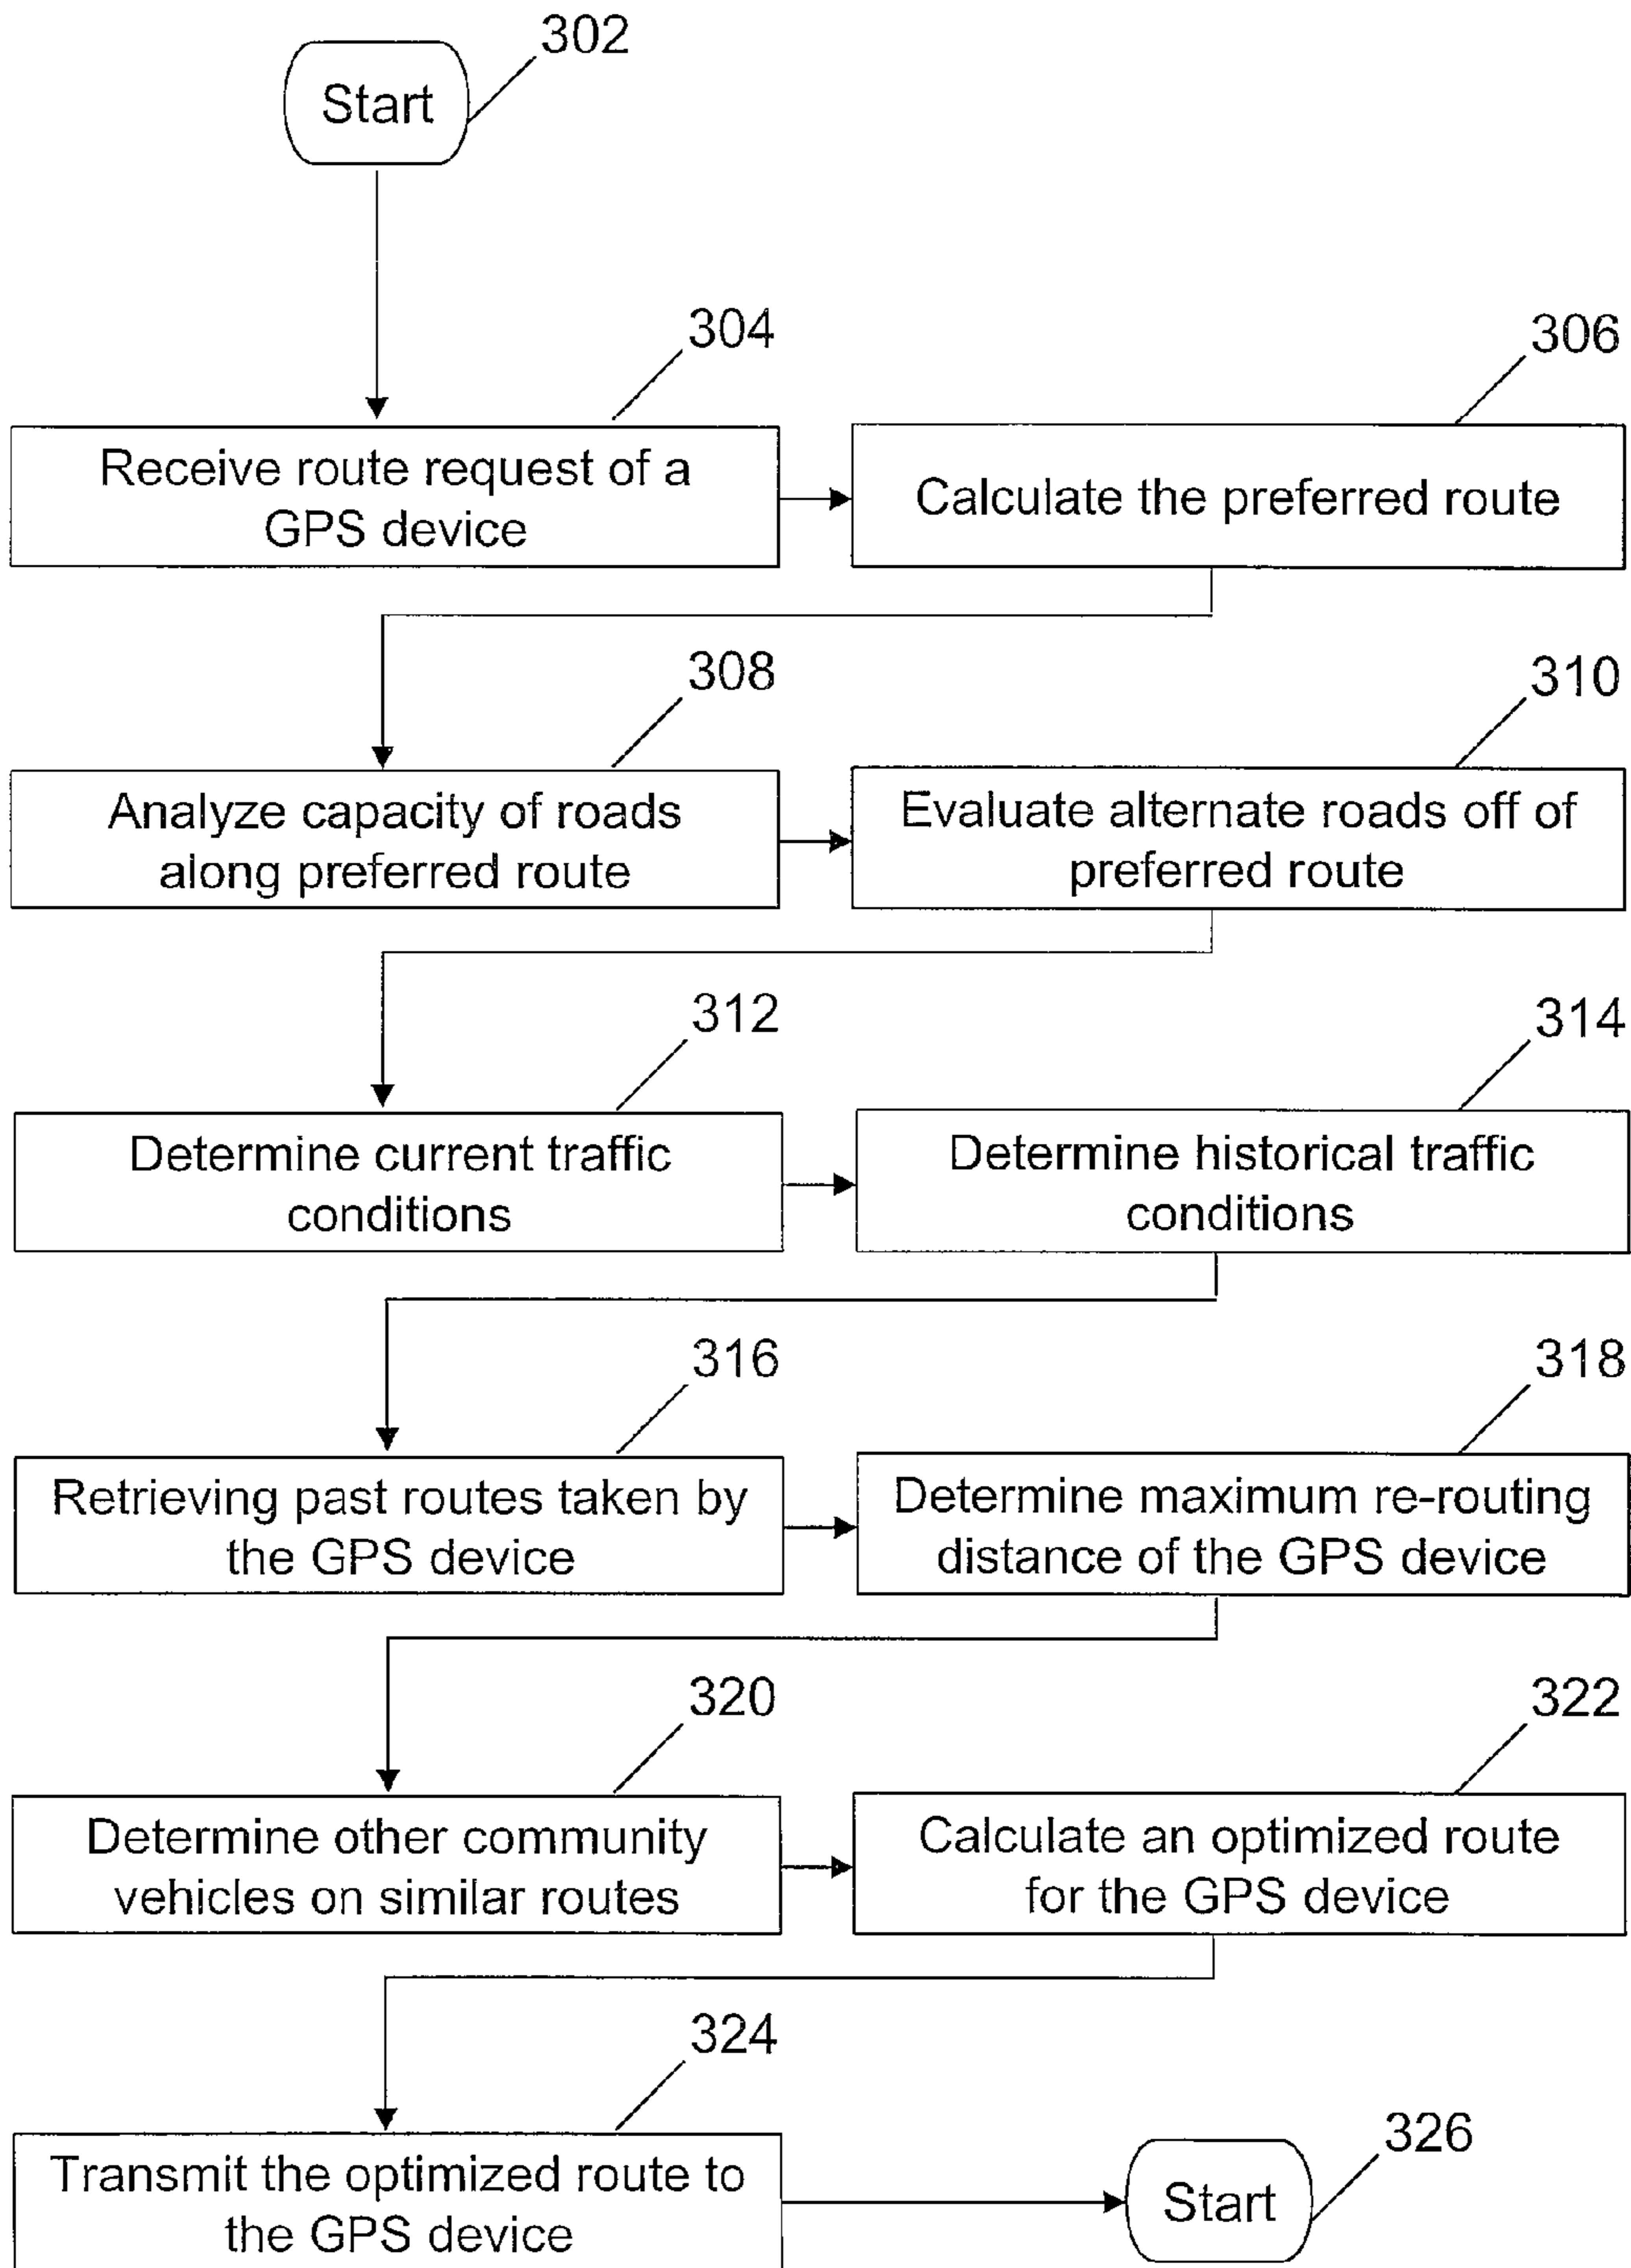 302
Start
304
306
Receive route request of a
GPS device
Calculate the preferred route
308
310
Analyze capacity of roads
along preferred route
Evaluate alternate roads off of
preferred route
312
314
Determine current traffic
conditions
Determine historical traffic
conditions
316
318
Retrieving past routes taken by
the GPS device
Determine maximum re-routing
distance of the GPS device
320
322
Determine other community
vehicles on similar routes
Calculate an optimized route
for the GPS device
324
326
Transmit the optimized route to
the GPS device
Start